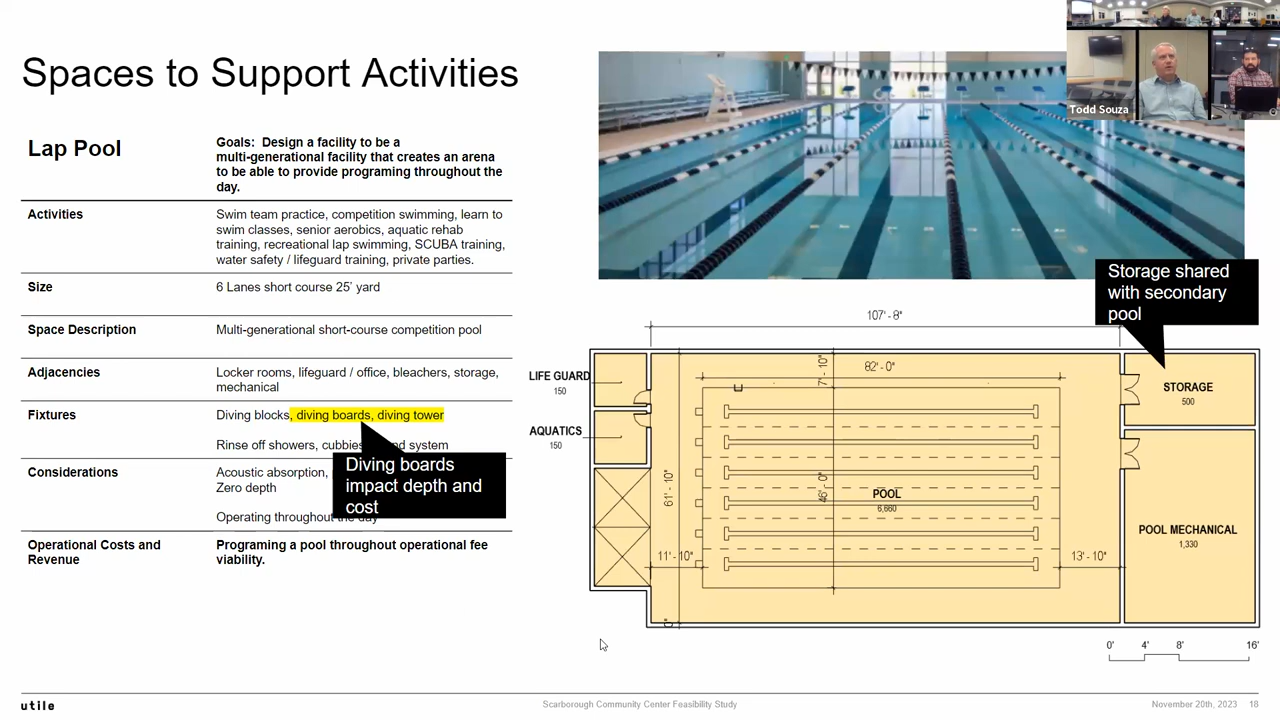 Spaces to Support Activities
Todd Souza
Lap Pool
Goals: Design a facility to be a
multi-generational facility that creates an arena
to be able to provide programing throughout the
day.
Activities
Swim team practice, competition swimming, learn to
swim classes, senior aerobics, aquatic rehab
training, recreational lap swimming, SCUBA training,
water safety / lifeguard training, private parties.
Size
6 Lanes short course 25' yard
Space Description
Multi-generational short-course competition pool
Adjacencies
Locker rooms, lifeguard / office, bleachers, storage,
mechanical
Fixtures
Diving blocks, diving boards, diving tower
Rinse off showers, cubbies system
Diving boards
impact depth and
cost
Considerations
Acoustic absorption,
Zero depth
Operating throughout the day
Operational Costs and
Revenue
Programing a pool throughout operational fee
viability.
Storage shared
with secondary
pool
107' - 8"
82' - 0"
7' - 10"
LIFE GUARD
150
AQUATICS
150
STORAGE
500
61' - 10"
46' - 0"
POOL
6,660
POOL MECHANICAL
1,330
11' - 10"
13' - 10"
0' 4' 8' 16'
utile
Scarborough Community Center Feasibility Study
November 20th, 2023 18